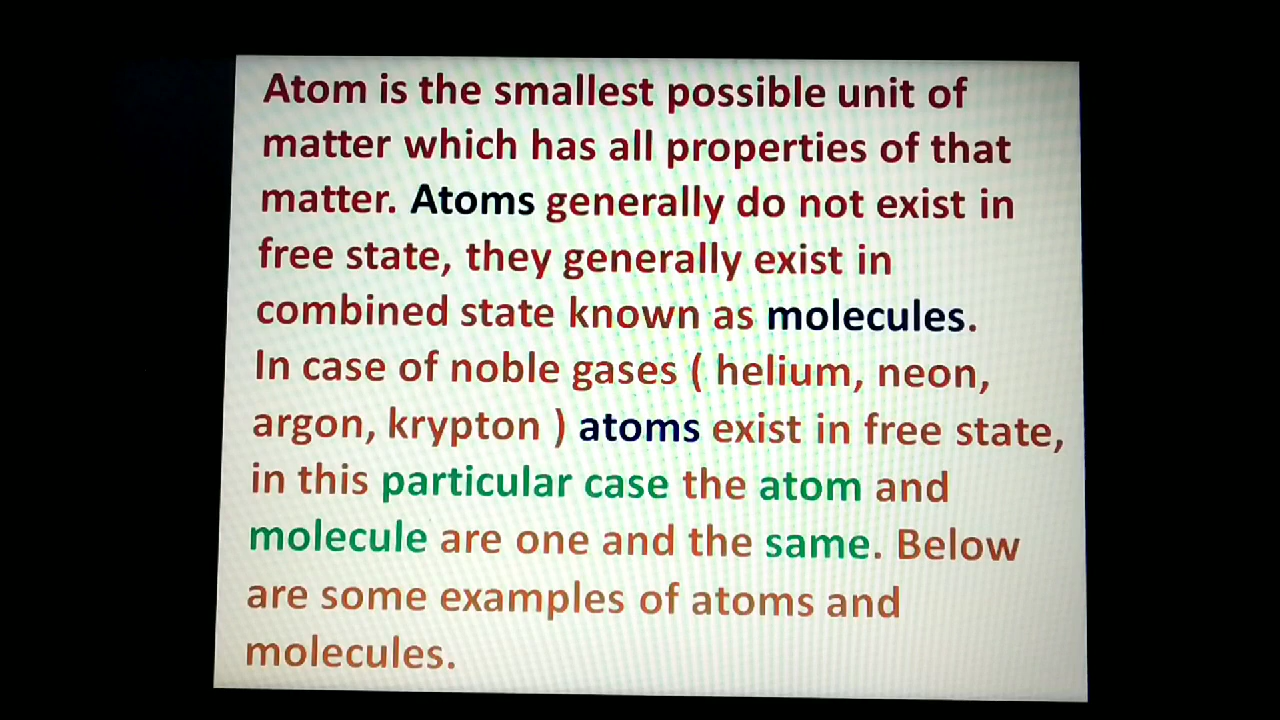 Atom is the smallest possible unit of
matter which has all properties of that
matter. Atoms generally do not exist in
free state, they generally exist in
combined state known as molecules.
In case of noble gases ( helium, neon,
argon, krypton ) atoms exist in free state,
in this particular case the atom and
molecule are one and the same. Below
are some examples of atoms and
molecules.